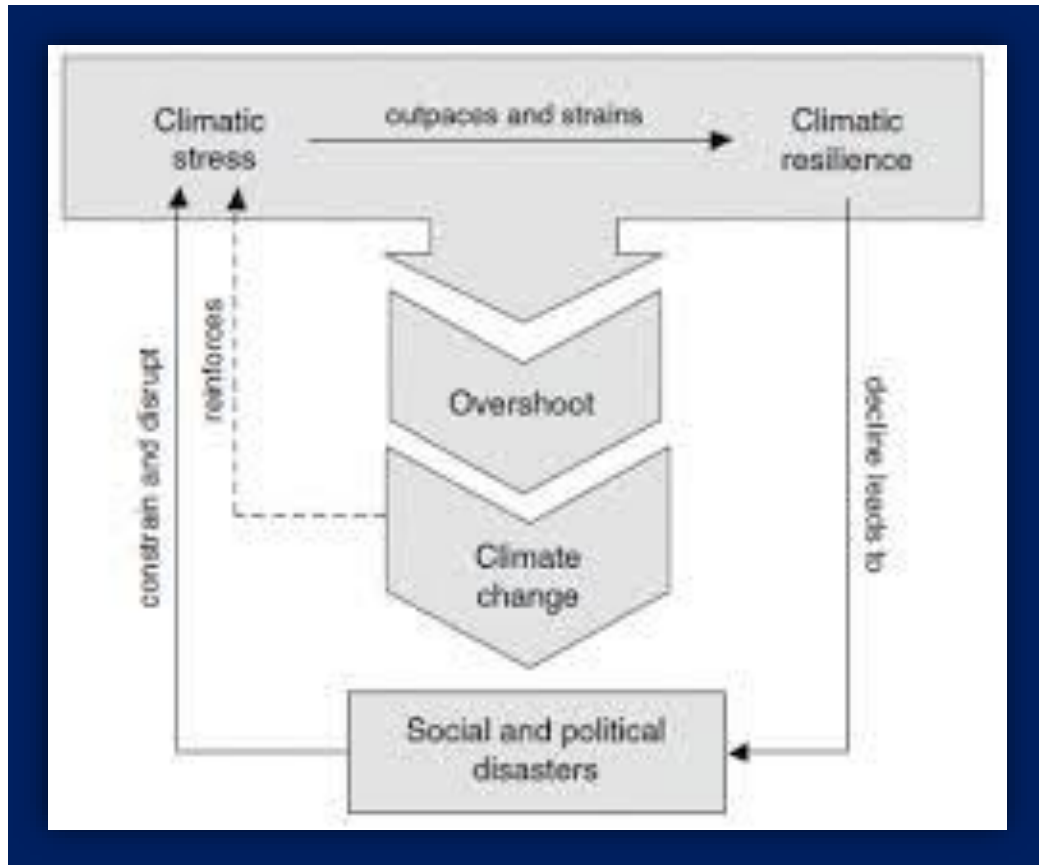 Climatic
stress
outpaces and strains
Climatic
resilience
constrain and disrupt
reinforces
Overshoot
Climate
change
decline leads to
Social and political
disasters